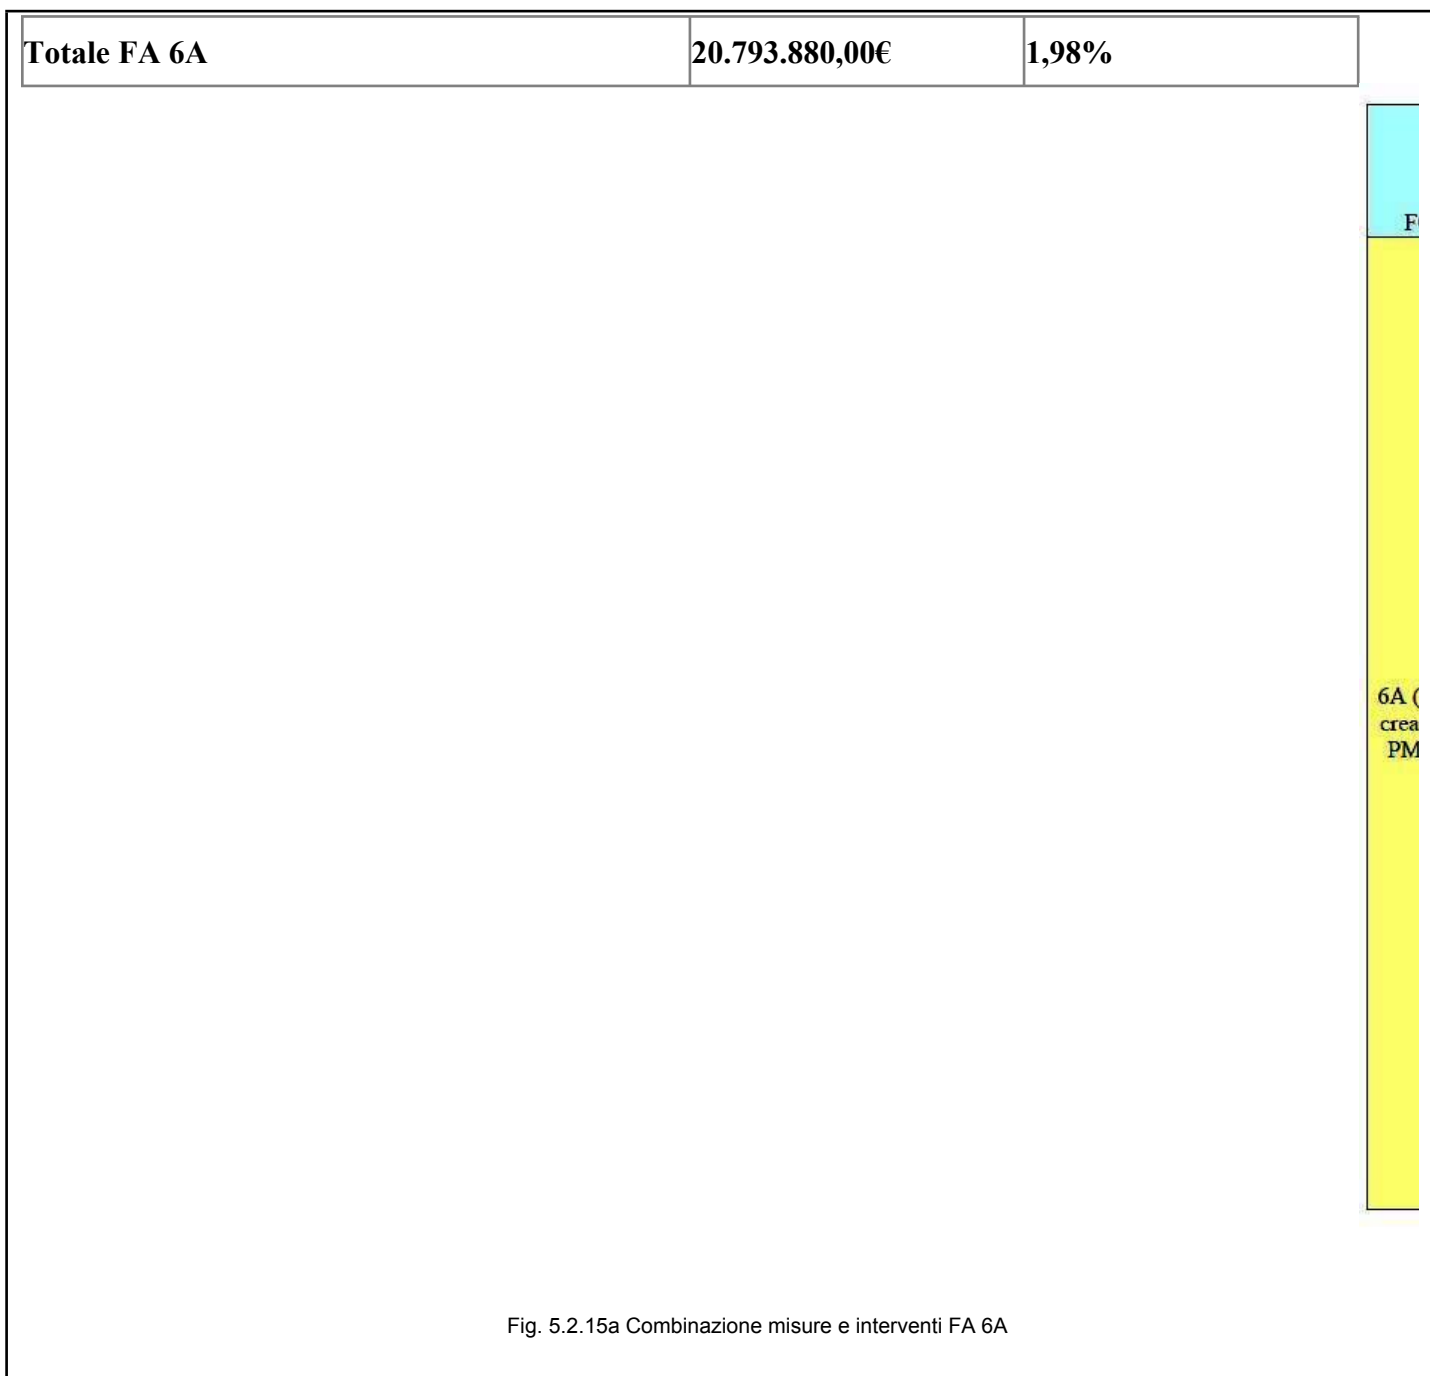 Totale FA 6A 20.793.880,00€ 1,98%
6A (
crea
PM
Fig. 5.2.15a Combinazione misure e interventi FA 6A